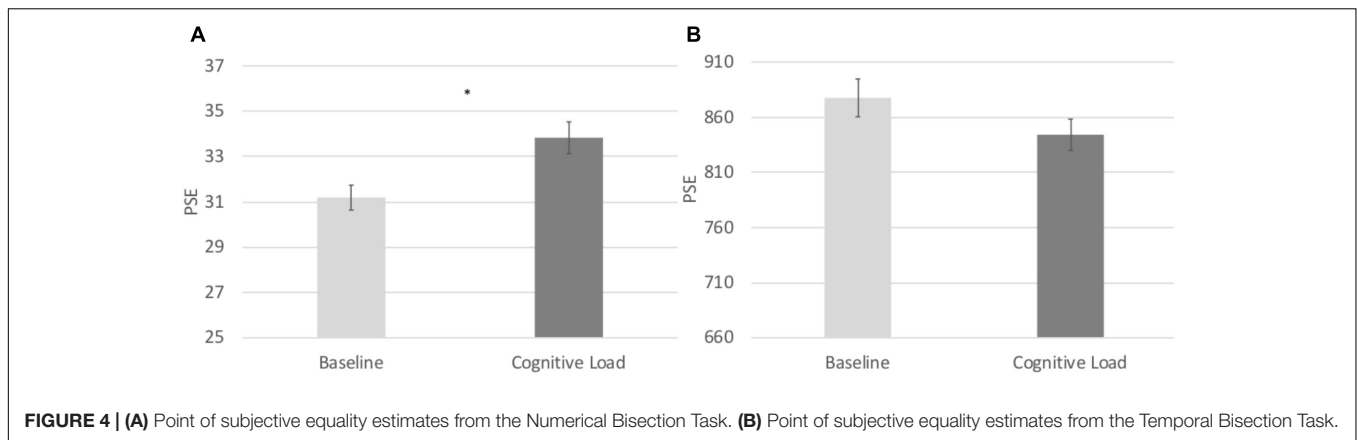 A
37
35
33
31
29
27
25
PSE
*
Baseline Cognitive Load
B
910
860
810
760
710
660
PSE
Baseline Cognitive Load
FIGURE 4 | (A) Point of subjective equality estimates from the Numerical Bisection Task. (B) Point of subjective equality estimates from the Temporal Bisection Task.